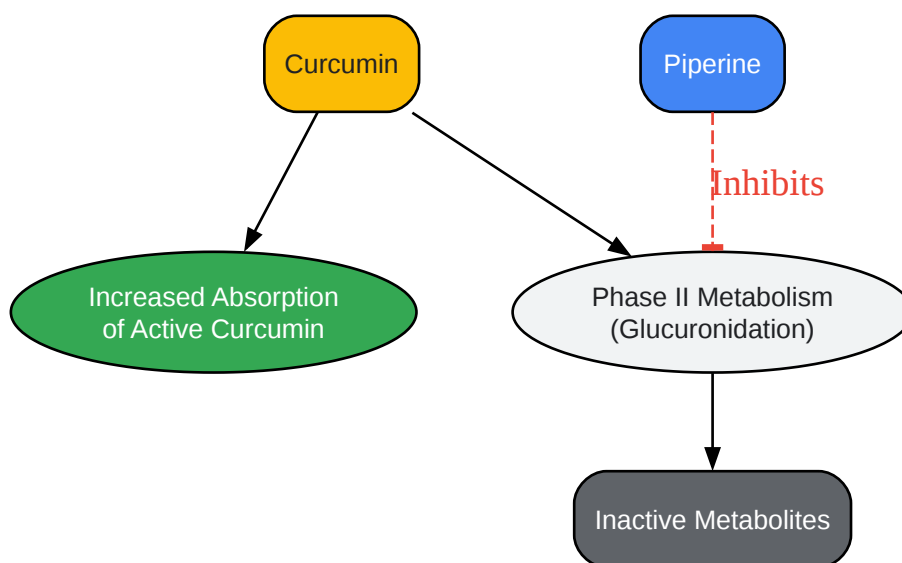 Curcumin
Piperine
Inhibits
Increased Absorption
of Active Curcumin
Phase II Metabolism
(Glucuronidation)
Inactive Metabolites